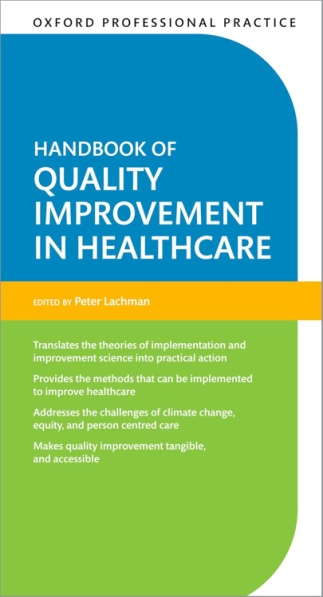 OXFORD PROFESSIONAL PRACTICE
HANDBOOK OF
QUALITY
IMPROVEMENT
IN HEALTHCARE
EDITED BY Peter Lachman
Translates the theories of implementation and
improvement science into practical action
Provides the methods that can be implemented
to improve healthcare
Addresses the challenges of climate change,
equity, and person centred care
Makes quality improvement tangible,
and accessible